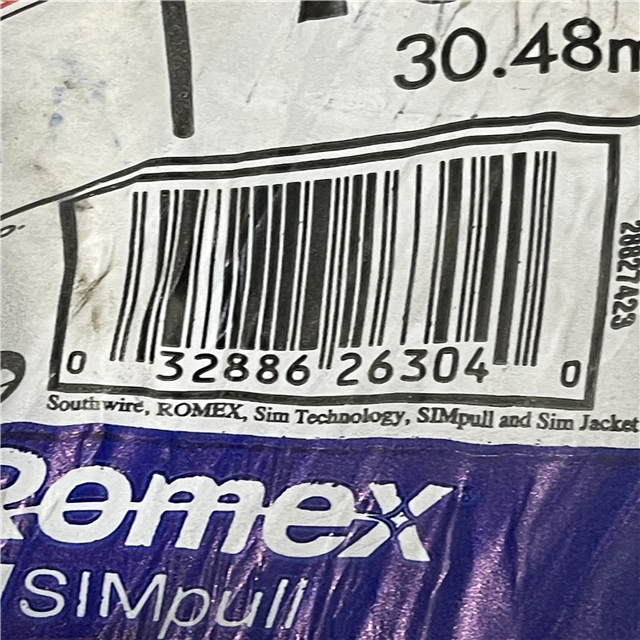 30.48m
28827423
0 32886 26304 0
Southwire, ROMEX, Sim Technology, SIMpull and Sim Jacket
Romex
SIMpull